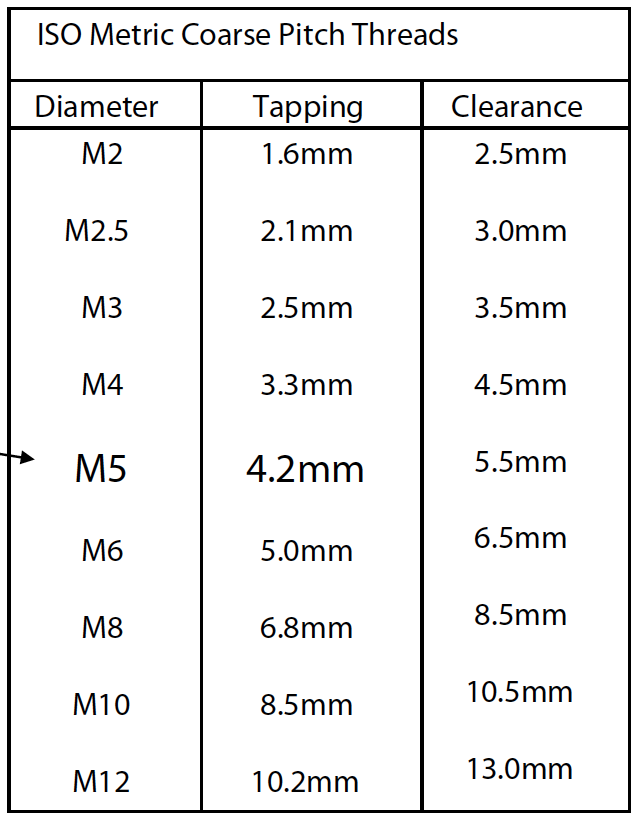 ISO Metric Coarse Pitch Threads
Diameter Tapping Clearance
M2 1.6mm 2.5mm
M2.5 2.1mm 3.0mm
M3 2.5mm 3.5mm
M4 3.3mm 4.5mm
M5 4.2mm 5.5mm
M6 5.0mm 6.5mm
M8 6.8mm 8.5mm
M10 8.5mm 10.5mm
M12 10.2mm 13.0mm